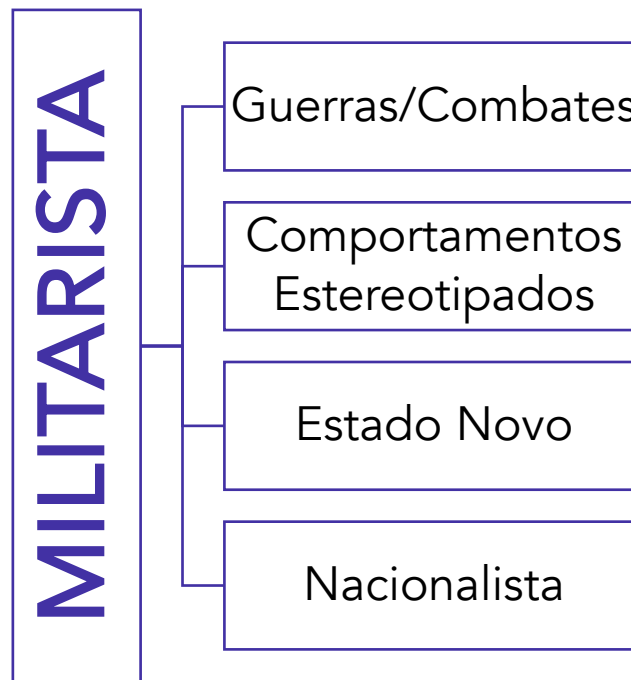 MILITARISTA
Guerras/Combates
Comportamentos
Estereotipados
Estado Novo
Nacionalista